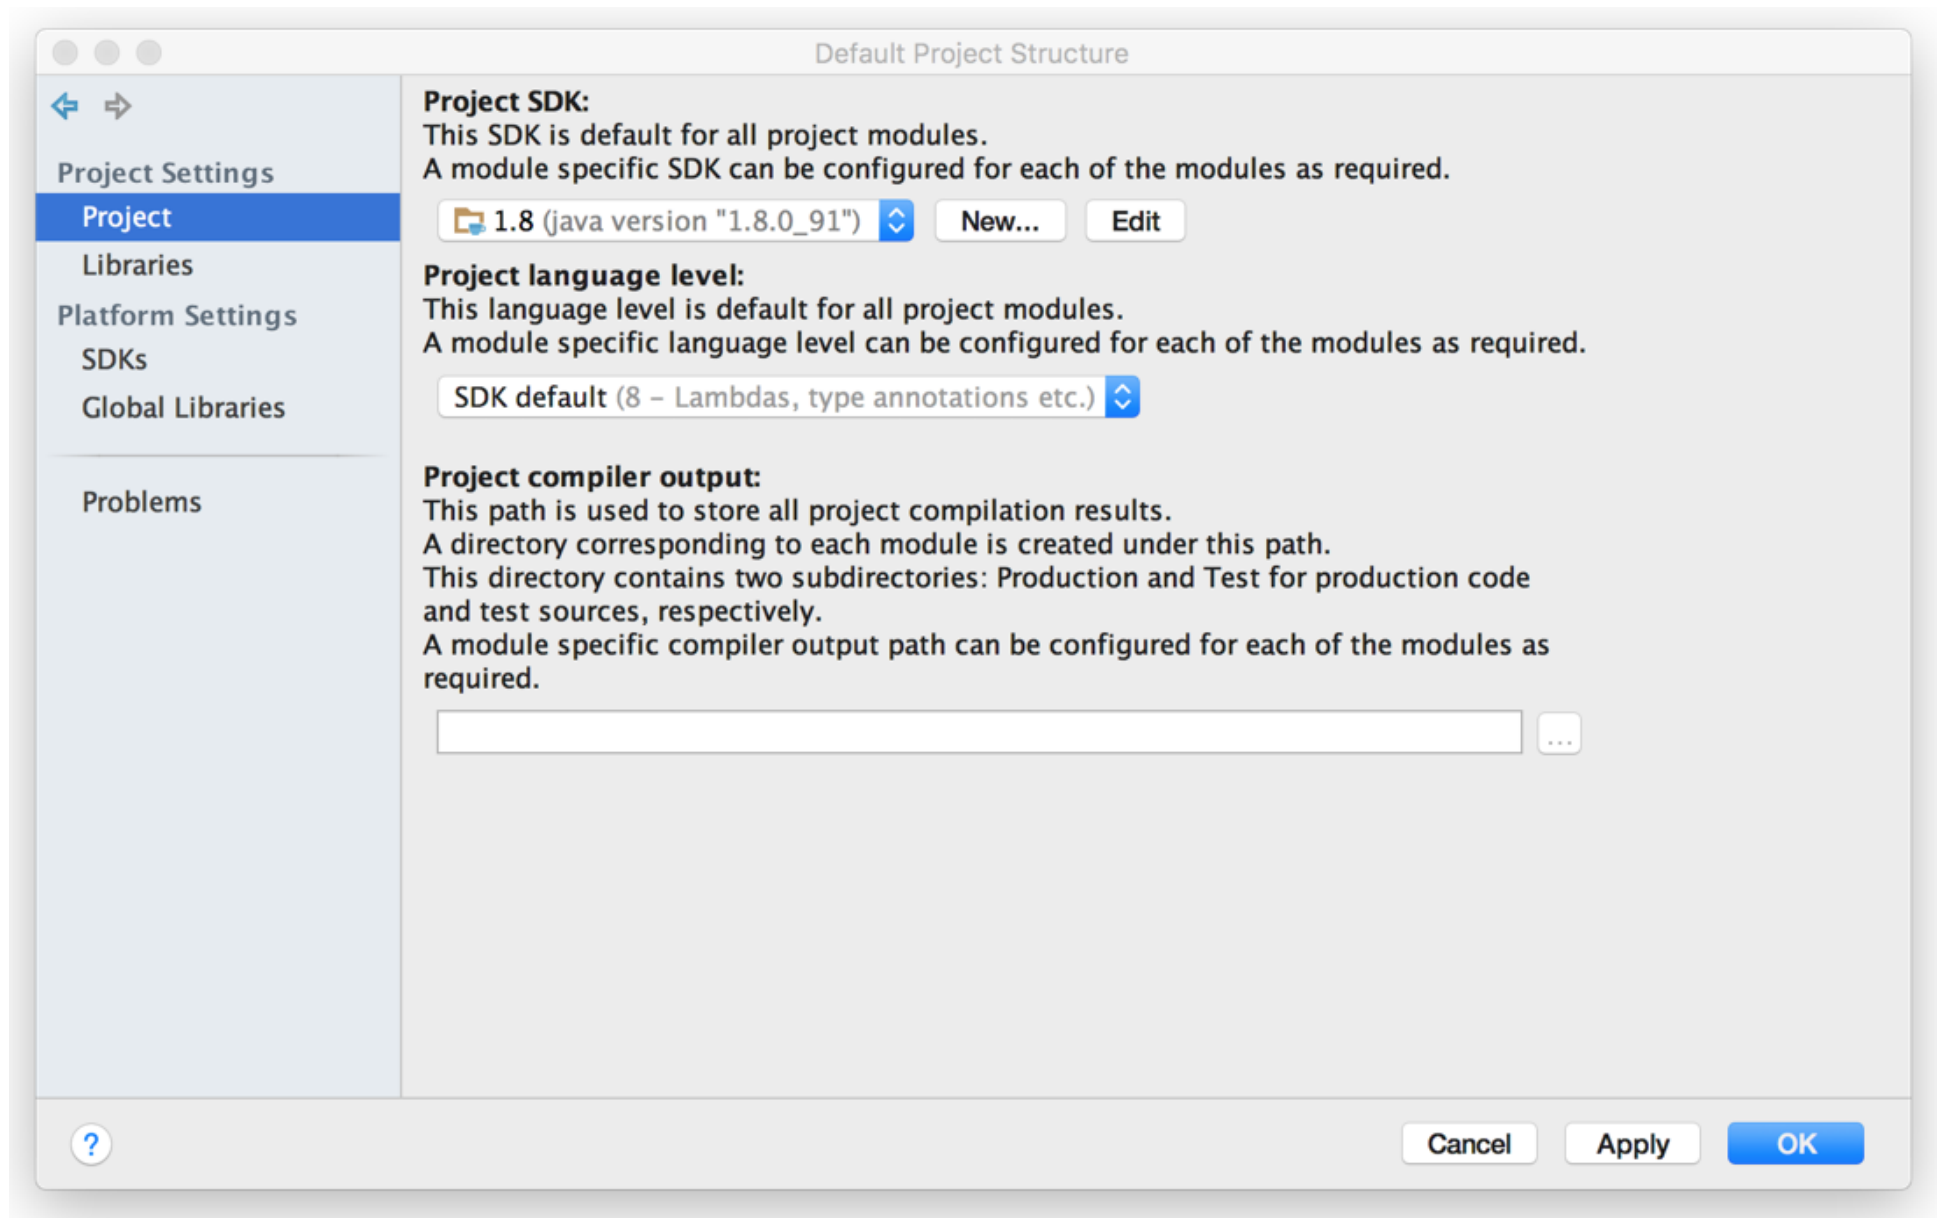 Default Project Structure
Project Settings
Project
Libraries
Platform Settings
SDKs
Global Libraries
Problems
Project SDK:
This SDK is default for all project modules.
A module specific SDK can be configured for each of the modules as required.
1.8 (java version "1.8.0_91")
New...
Edit
Project language level:
This language level is default for all project modules.
A module specific language level can be configured for each of the modules as required.
SDK default (8 – Lambdas, type annotations etc.)
Project compiler output:
This path is used to store all project compilation results.
A directory corresponding to each module is created under this path.
This directory contains two subdirectories: Production and Test for production code
and test sources, respectively.
A module specific compiler output path can be configured for each of the modules as
required.
...
?
Cancel
Apply
OK